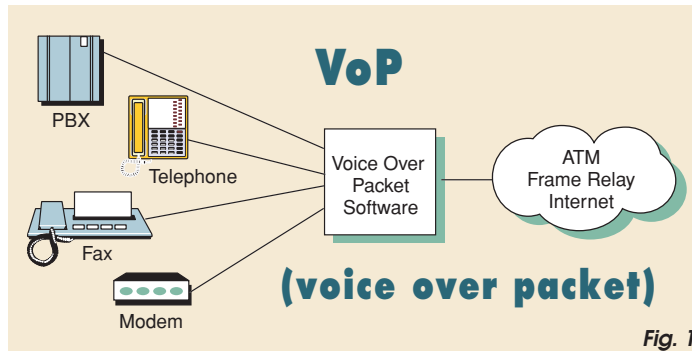 VoP
PBX
Telephone
Fax
Modem
Voice Over
Packet
Software
ATM
Frame Relay
Internet
(voice over packet)
Fig. 1